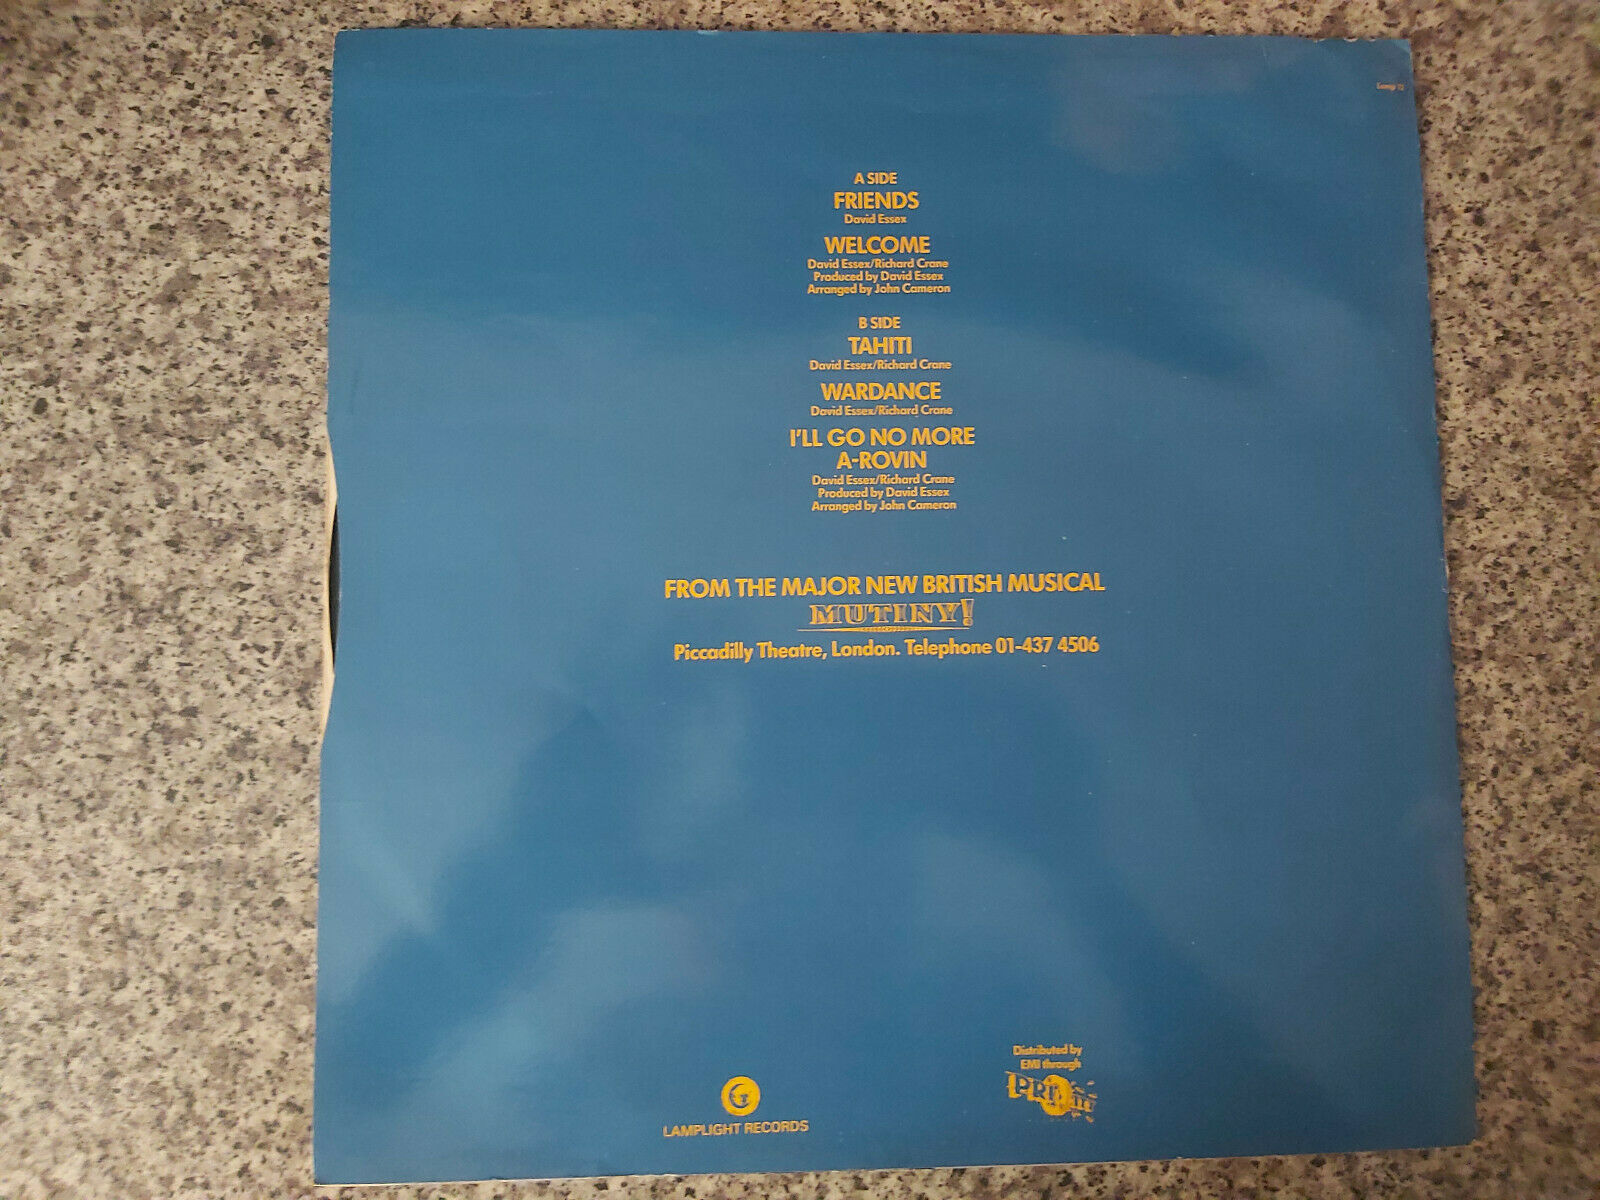 A SIDE
FRIENDS
David Essex
WELCOME
David Essex/Richard Crane
Produced by David Essex
Arranged by John Cameron
B SIDE
TAHITI
David Essex/Richard Crane
WARDANCE
David Essex/Richard Crane
I'LL GO NO MORE
A-ROVIN
David Essex/Richard Crane
Produced by David Essex
Arranged by John Cameron
FROM THE MAJOR NEW BRITISH MUSICAL
MUTINY!
Piccadilly Theatre, London. Telephone 01-437 4506
Distributed by
EMI through
LAMPLIGHT RECORDS